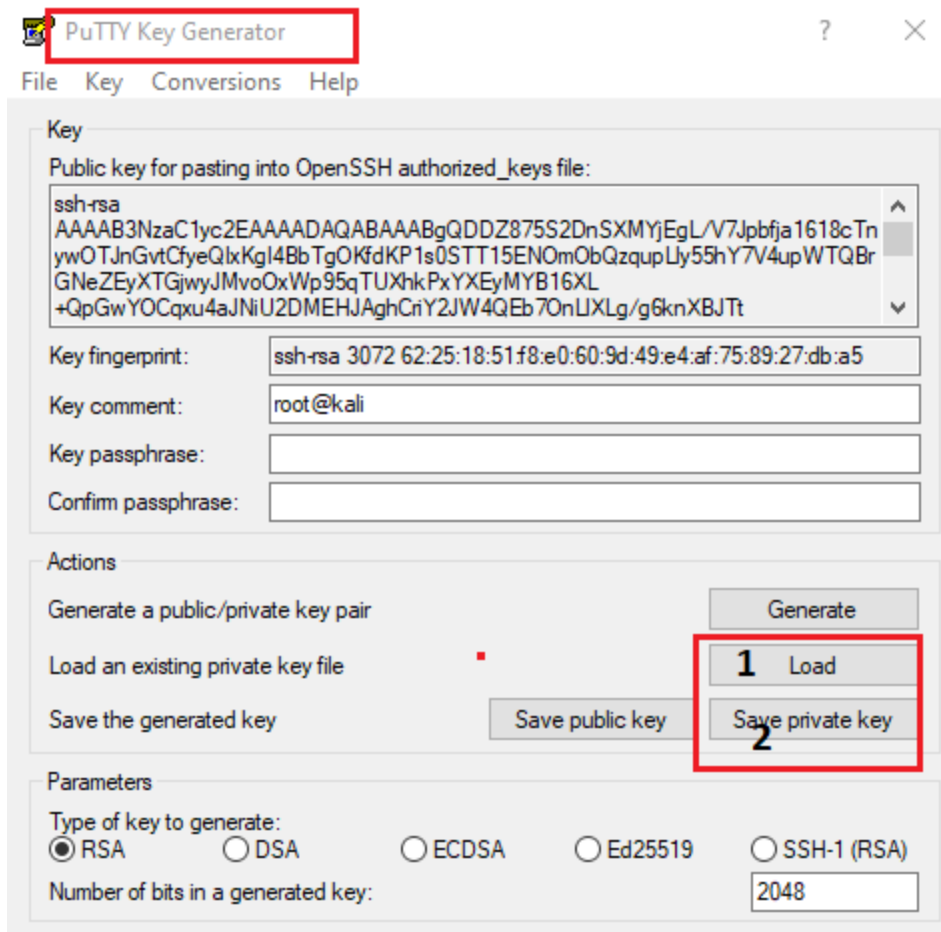 PuTTY Key Generator
? ×
File Key Conversions Help
Key
Public key for pasting into OpenSSH authorized_keys file:
ssh-rsa
AAAAB3NzaC1yc2EAAAADAQABAAABgQDDZ875S2DnSXMYjEgL/V7Jpbfja1618cTn
ywOTJnGvtCfyeQIxKgI4BbTgOKfdKP1s0STT15ENOmObQzqupLly55hY7V4upWTQBr
GNeZEyXTGjwyJMvoOxWp95qTUXhkPxYXEyMYB16XL
+QpGwYOCqxu4aJNiU2DMEHJAghCriY2JW4QEb7OnLlXLg/g6knXBJTt
Key fingerprint: ssh-rsa 3072 62:25:18:51:f8:e0:60:9d:49:e4:af:75:89:27:db:a5
Key comment: root@kali
Key passphrase:
Confirm passphrase:
Actions
Generate a public/private key pair Generate
Load an existing private key file 1 Load
Save the generated key Save public key Save private key
2
Parameters
Type of key to generate:
RSA DSA ECDSA Ed25519 SSH-1 (RSA)
Number of bits in a generated key: 2048